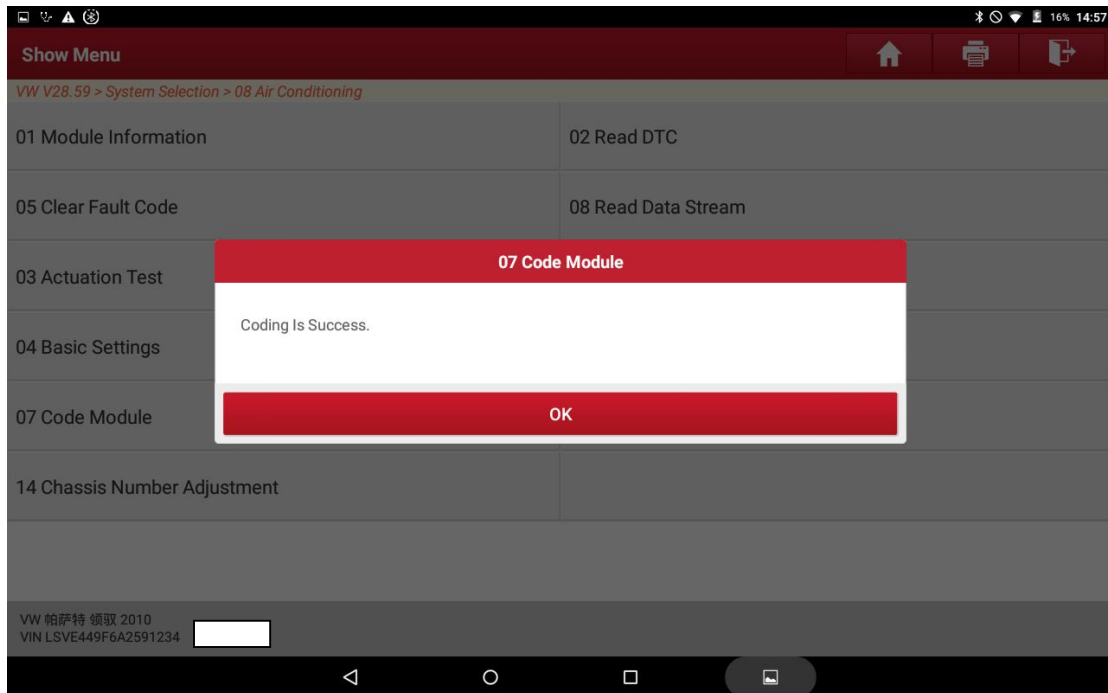 16% 14:57
Show Menu
VW V28.59 > System Selection > 08 Air Conditioning
01 Module Information
02 Read DTC
05 Clear Fault Code
08 Read Data Stream
03 Actuation Test
07 Code Module
Coding Is Success.
04 Basic Settings
OK
07 Code Module
14 Chassis Number Adjustment
VW 帕萨特 领驭 2010
VIN LSVE449F6A2591234